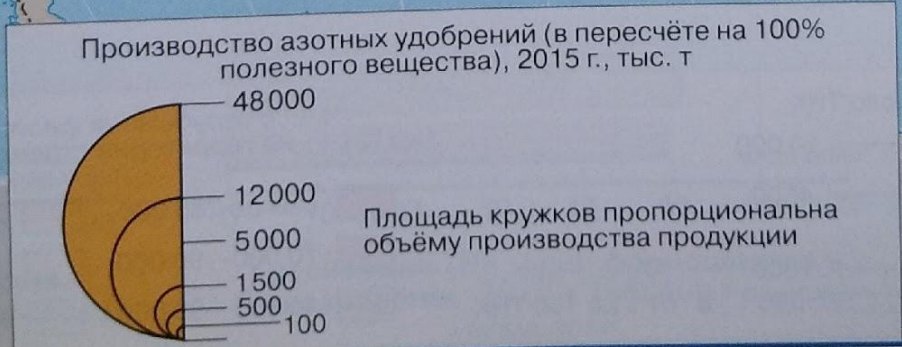 Производство азотных удобрений (в пересчёте на 100%
полезного вещества), 2015 г., тыс. т
48 000
12 000
5 000
1 500
500
100
Площадь кружков пропорциональна
объёму производства продукции